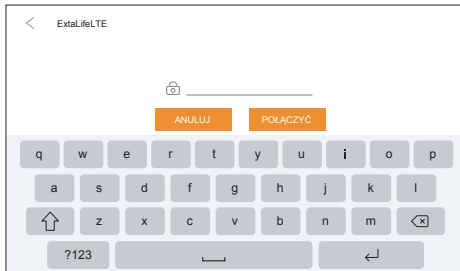 ExtaLifeLTE
ANULUJ POŁĄCZYĆ
q w e r t y u i o p
a s d f g h j k l
z x c v b n m
?123